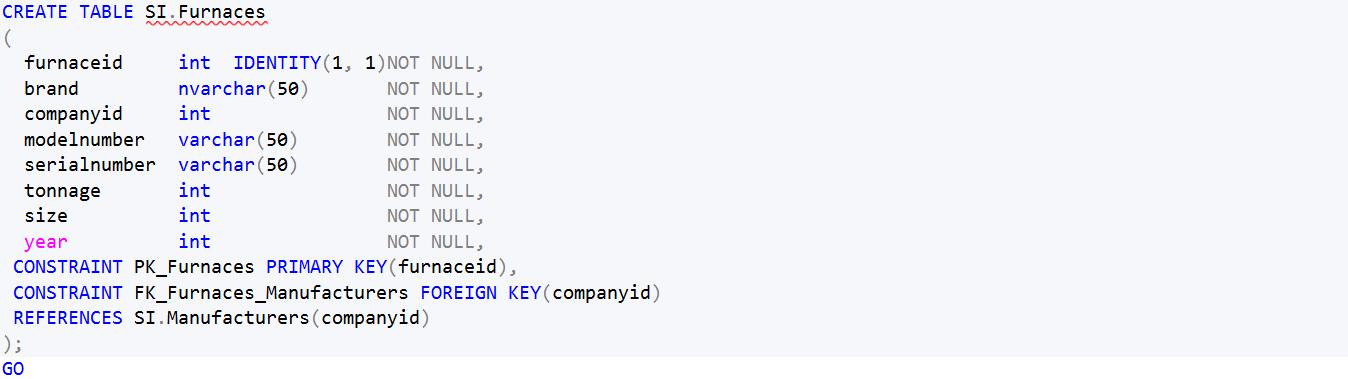 CREATE TABLE SI.Furnaces
(
furnaceid int IDENTITY(1, 1)NOT NULL,
brand nvarchar(50) NOT NULL,
companyid int NOT NULL,
modelnumber varchar(50) NOT NULL,
serialnumber varchar(50) NOT NULL,
tonnage int NOT NULL,
size int NOT NULL,
year int NOT NULL,
CONSTRAINT PK_Furnaces PRIMARY KEY(furnaceid),
CONSTRAINT FK_Furnaces_Manufacturers FOREIGN KEY(companyid)
REFERENCES SI.Manufacturers(companyid)
);
GO